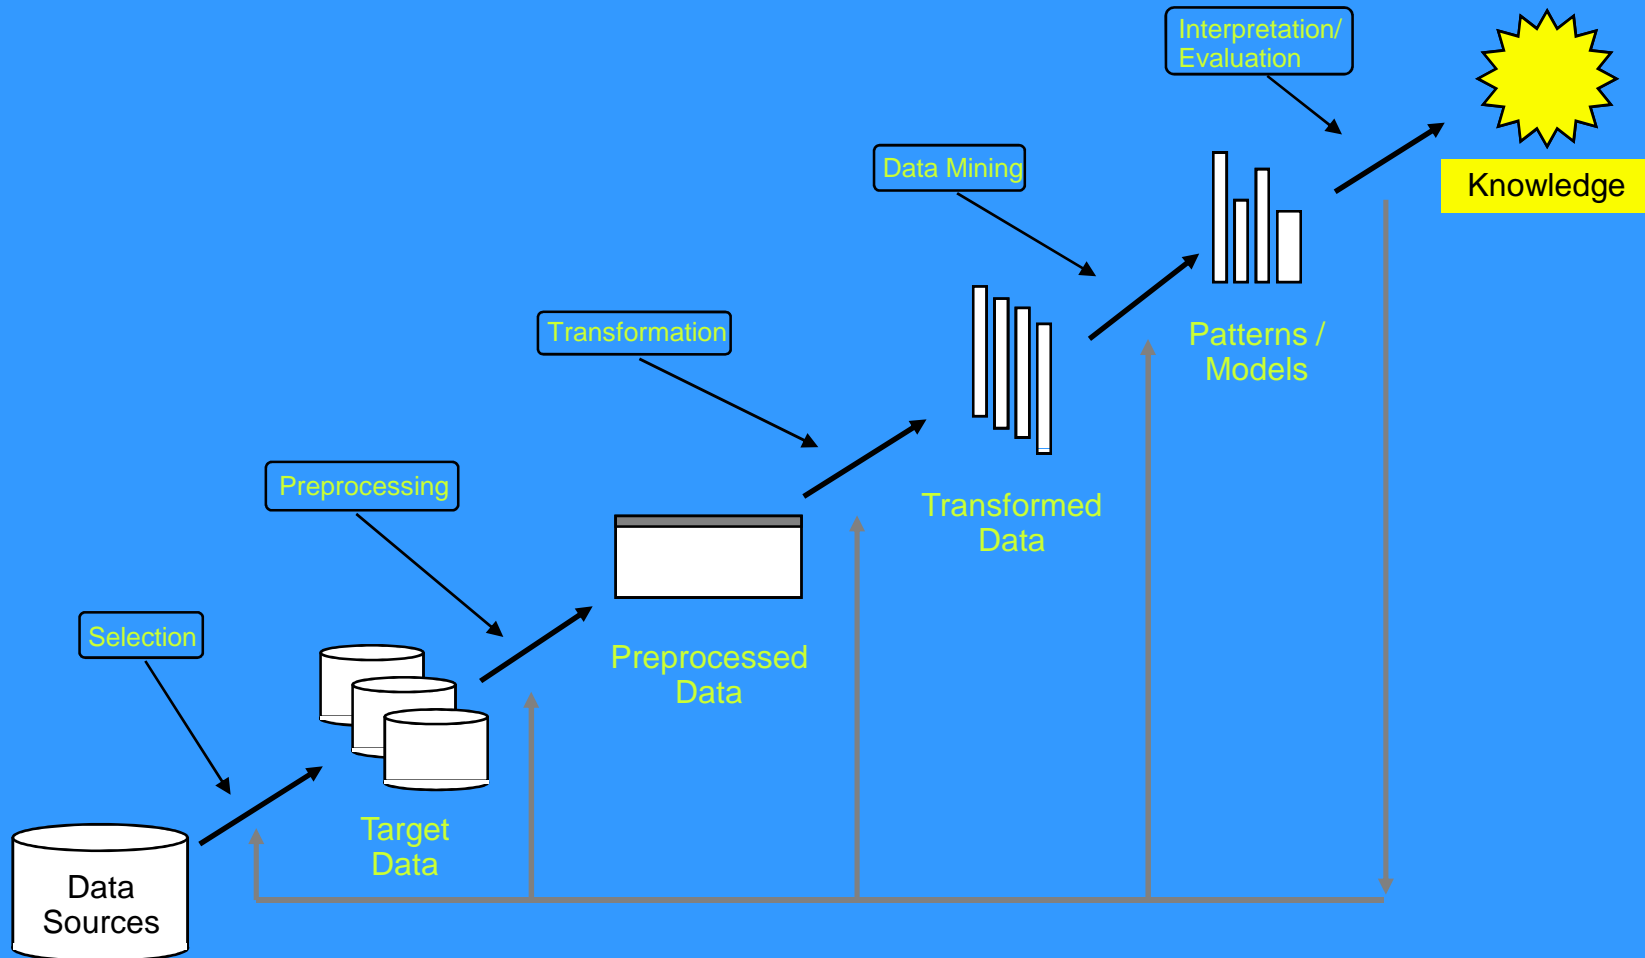 Interpretation/
Evaluation
Knowledge
Data Mining
Patterns /
Models
Transformation
Transformed
Data
Preprocessing
Preprocessed
Data
Selection
Target
Data
Data
Sources